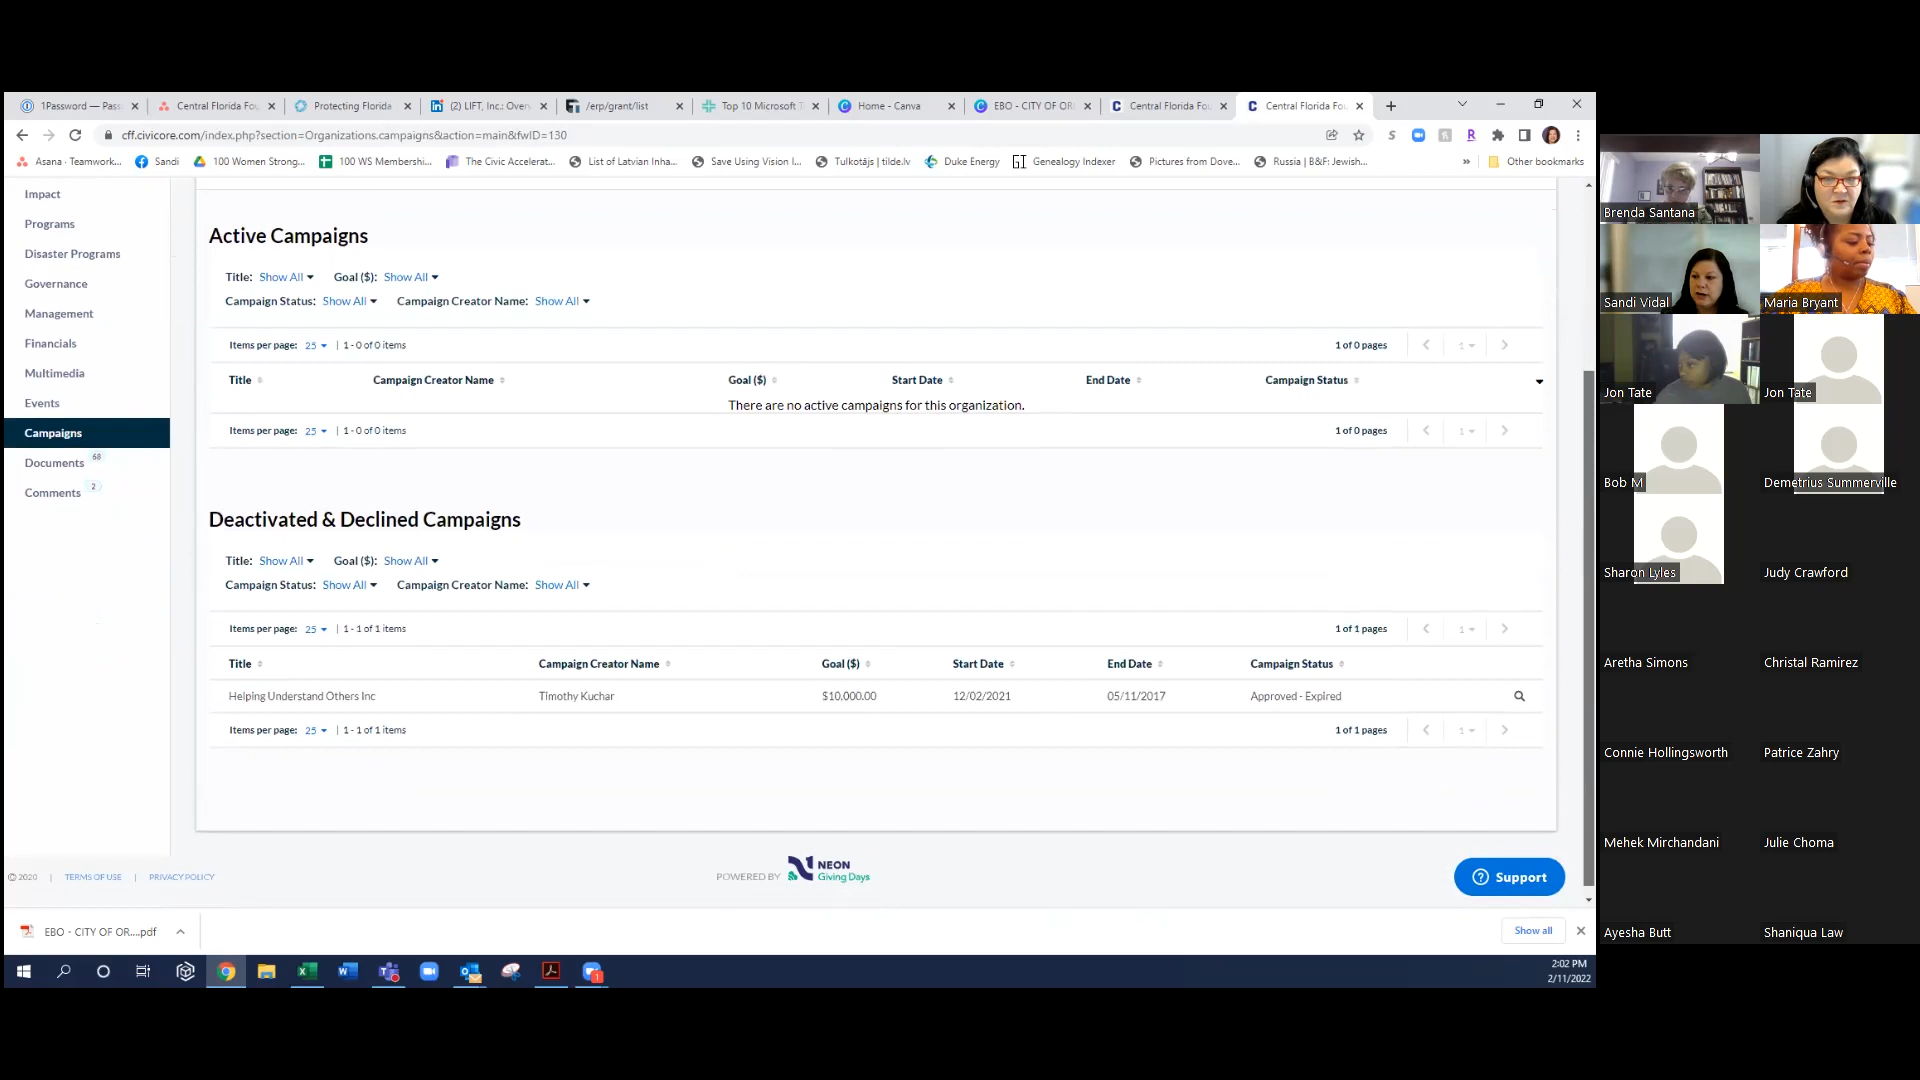 1Password — Pass
Central Florida Fou
Protecting Florida
(2) LIFT, Inc.: Over
/erp/grant/list
Top 10 Microsoft T
Home - Canva
EBO - CITY OF OR
Central Florida Fou
Central Florida Fou
cff.civicore.com/index.php?section=Organizations.campaigns&action=main&fwID=130
Asana - Teamwork...
Sandi
100 Women Strong...
100 WS Membershi...
The Civic Accelerat...
List of Latvian Inha...
Save Using Vision I...
Tulkotājs | tilde.lv
Duke Energy
Genealogy Indexer
Pictures from Dove...
Russia | B&F: Jewish...
» Other bookmarks
Impact
Programs
Disaster Programs
Governance
Management
Financials
Multimedia
Events
Campaigns
Documents 68
Comments 2
Active Campaigns
Title: Show All Goal ($): Show All
Campaign Status: Show All Campaign Creator Name: Show All
Items per page: 25 | 1 - 0 of 0 items 1 of 0 pages 1
Title Campaign Creator Name Goal ($) Start Date End Date Campaign Status
There are no active campaigns for this organization.
Items per page: 25 | 1 - 0 of 0 items 1 of 0 pages 1
Deactivated & Declined Campaigns
Title: Show All Goal ($): Show All
Campaign Status: Show All Campaign Creator Name: Show All
Items per page: 25 | 1 - 1 of 1 items 1 of 1 pages 1
Title Campaign Creator Name Goal ($) Start Date End Date Campaign Status
Helping Understand Others Inc Timothy Kuchar $10,000.00 12/02/2021 05/11/2017 Approved - Expired
Items per page: 25 | 1 - 1 of 1 items 1 of 1 pages 1
POWERED BY NEON Giving Days
© 2020 | TERMS OF USE | PRIVACY POLICY
Support
EBO - CITY OF OR....pdf
Show all
2:02 PM
2/11/2022
Brenda Santana
Sandi Vidal
Maria Bryant
Jon Tate
Jon Tate
Bob M
Demetrius Summerville
Sharon Lyles
Judy Crawford
Aretha Simons
Christal Ramirez
Connie Hollingsworth
Patrice Zahry
Mehek Mirchandani
Julie Choma
Ayesha Butt
Shaniqua Law